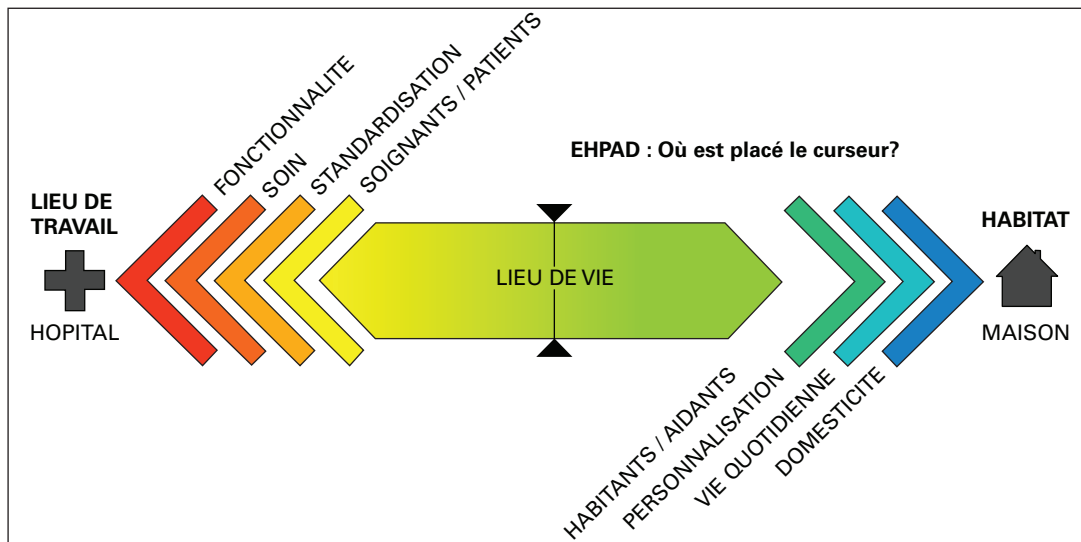 FONCTIONNALITE
SOIN
STANDARDISATION
SOIGNANTS / PATIENTS
EHPAD : Où est placé le curseur?
LIEU DE
TRAVAIL
HOPITAL
LIEU DE VIE
HABITAT
MAISON
HABITANTS / AIDANTS
PERSONNALISATION
VIE QUOTIDIENNE
DOMESTICITE